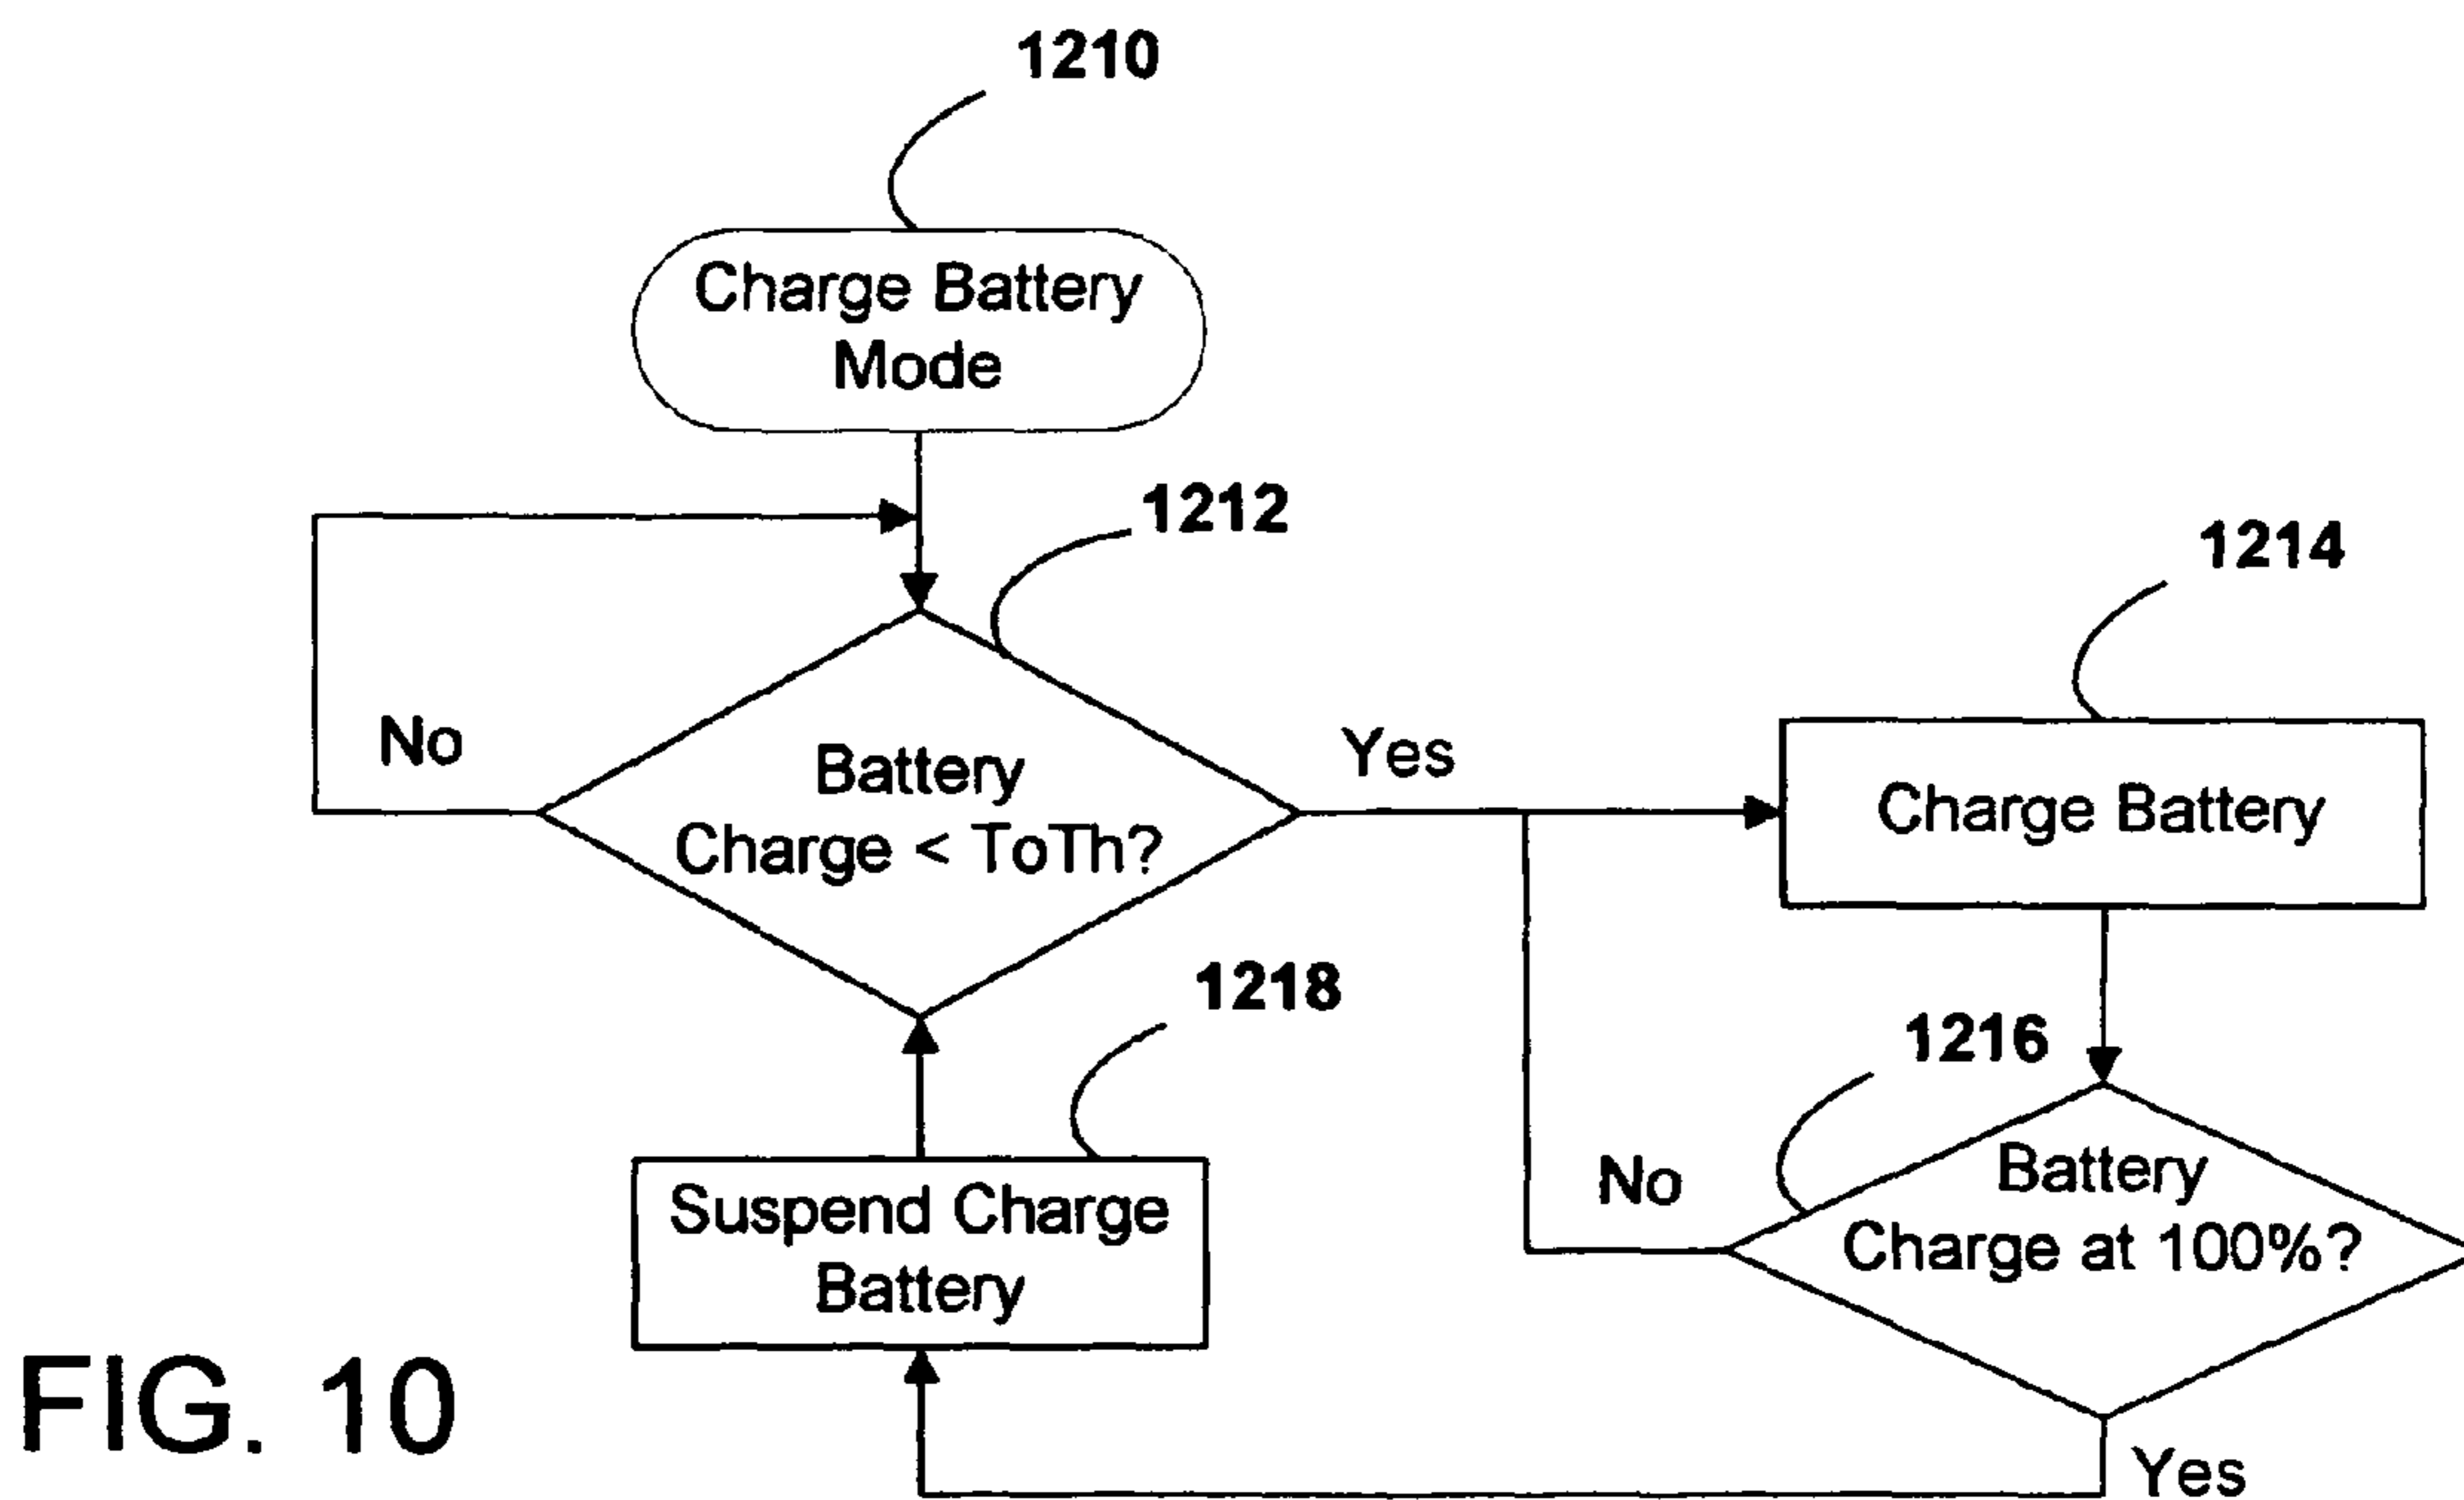 1210
Charge Battery
Mode
1212
1214
No
Yes
Battery
Charge < ToTh?
Charge Battery
1218
1216
No
Battery
Charge at 100%?
Suspend Charge
Battery
FIG. 10
Yes